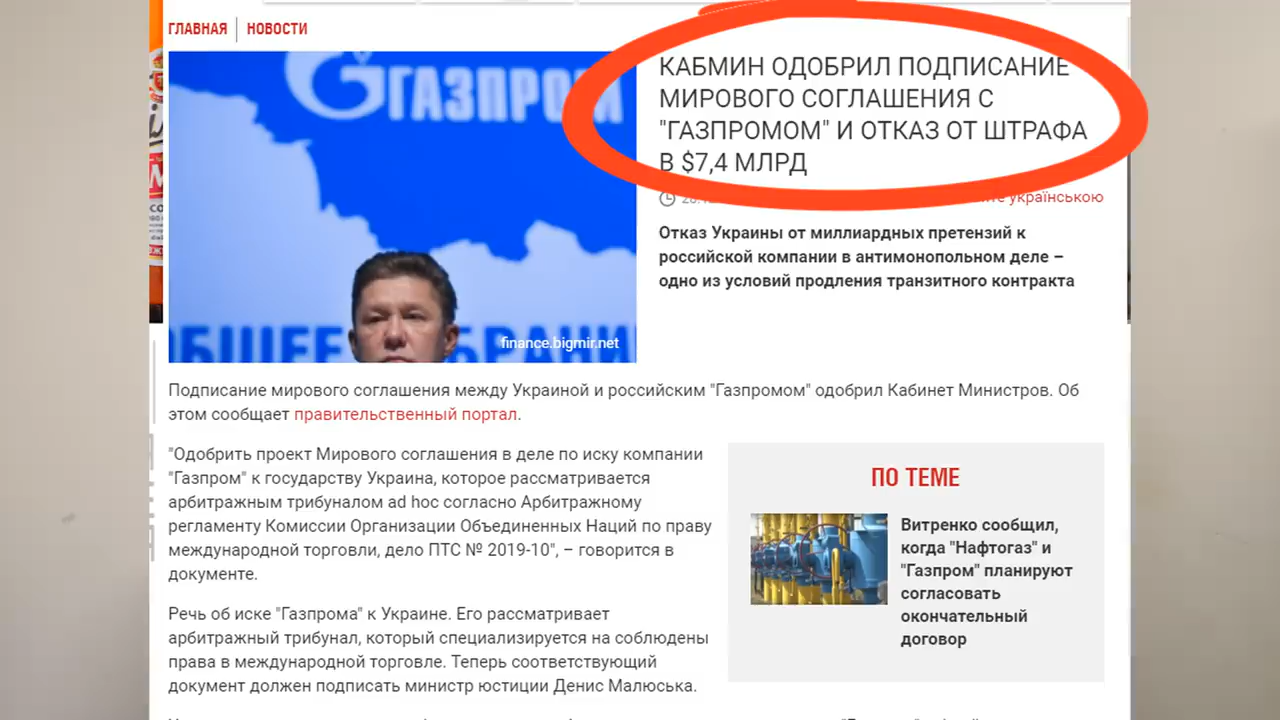 ГЛАВНАЯ НОВОСТИ
ГАЗПРОМ
ОБЩЕЕ
finance.bigmir.net
КАБМИН ОДОБРИЛ ПОДПИСАНИЕ
МИРОВОГО СОГЛАШЕНИЯ С
"ГАЗПРОМОМ" И ОТКАЗ ОТ ШТРАФА
В $7,4 МЛРД
українською
Отказ Украины от миллиардных претензий к
российской компании в антимонопольном деле –
одно из условий продления транзитного контракта
Подписание мирового соглашения между Украиной и российским "Газпромом" одобрил Кабинет Министров. Об
этом сообщает правительственный портал.
"Одобрить проект Мирового соглашения в деле по иску компании
"Газпром" к государству Украина, которое рассматривается
арбитражным трибуналом ad hoc согласно Арбитражному
регламенту Комиссии Организации Объединенных Наций по праву
международной торговли, дело ПТС № 2019-10", – говорится в
документе.
Речь об иске "Газпрома" к Украине. Его рассматривает
арбитражный трибунал, который специализируется на соблюдены
права в международной торговле. Теперь соответствующий
документ должен подписать министр юстиции Денис Малюська.
ПО ТЕМЕ
Витренко сообщил,
когда "Нафтогаз" и
"Газпром" планируют
согласовать
окончательный
договор